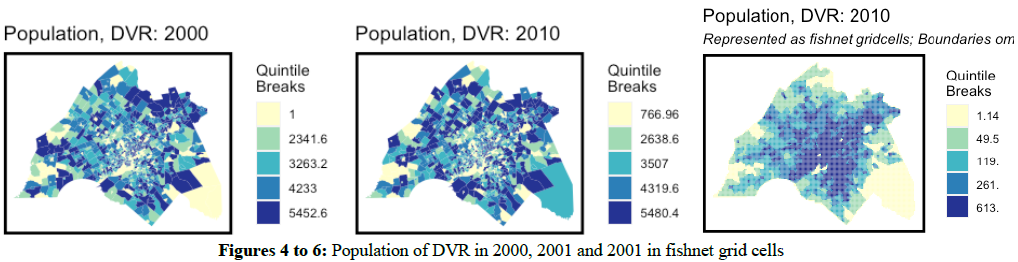 Population, DVR: 2000
Quintile
Breaks
1
2341.6
3263.2
4233
5452.6
Population, DVR: 2010
Quintile
Breaks
766.96
2638.6
3507
4319.6
5480.4
Population, DVR: 2010
Represented as fishnet gridcells; Boundaries om
Quintile
Breaks
1.14
49.5
119.
261.
613.
Figures 4 to 6: Population of DVR in 2000, 2001 and 2001 in fishnet grid cells